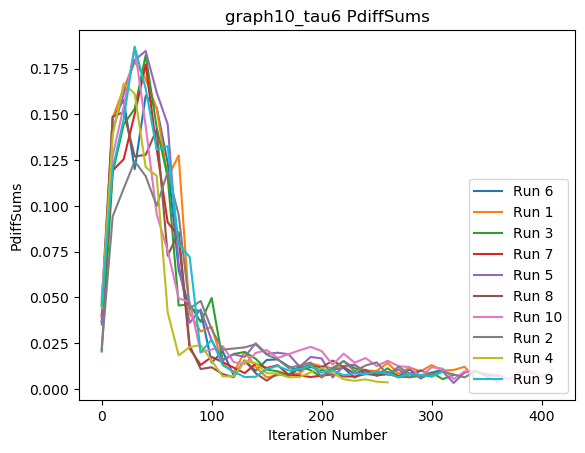 graph10_tau6 PdiffSums
PdiffSums
0.175
0.150
0.125
0.100
0.075
0.050
0.025
0.000
Run 6
Run 1
Run 3
Run 7
Run 5
Run 8
Run 10
Run 2
Run 4
Run 9
0
100
200
300
400
Iteration Number